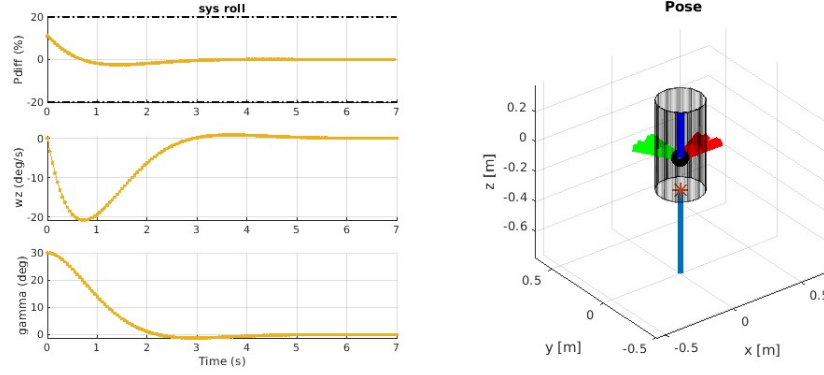 sys roll
Pdiff (%)
20
0
-20
0 1 2 3 4 5 6 7
wz (deg/s)
0
-10
-20
0 1 2 3 4 5 6 7
gamma (deg)
30
20
10
0
0 1 2 3 4 5 6 7
Time (s)
Pose
z [m]
0.2
0
-0.2
-0.4
-0.6
0.5
0
-0.5
y [m]
-0.5
0
0.5
x [m]